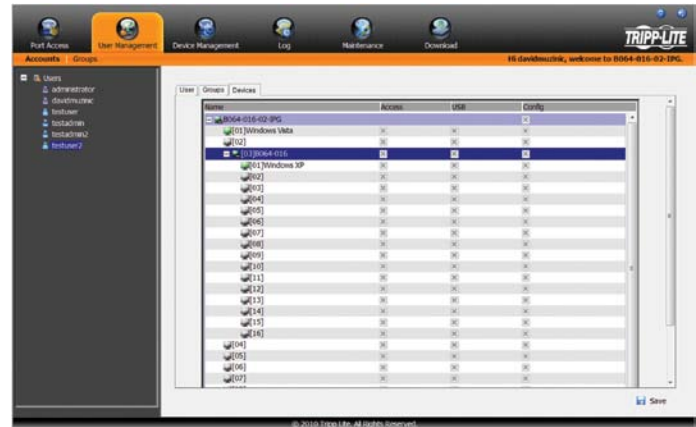 Port Access User Management Device Management Log Maintenance Download TRIPP·LITE
Accounts Groups Hi davidmuzinic, welcome to B064-016-02-IPG.
Users
administrator
davidmuzinic
testuser
testadmin
testadmin2
testuser2
User Groups Devices
Name Access USB Config
B064-016-02-IPG
[01]Windows Vista
[02]
[03]B064-016
[01]Windows XP
[02]
[03]
[04]
[05]
[06]
[07]
[08]
[09]
[10]
[11]
[12]
[13]
[14]
[15]
[16]
[04]
[05]
[06]
[07]
Save
© 2010 Tripp Lite. All Rights Reserved.